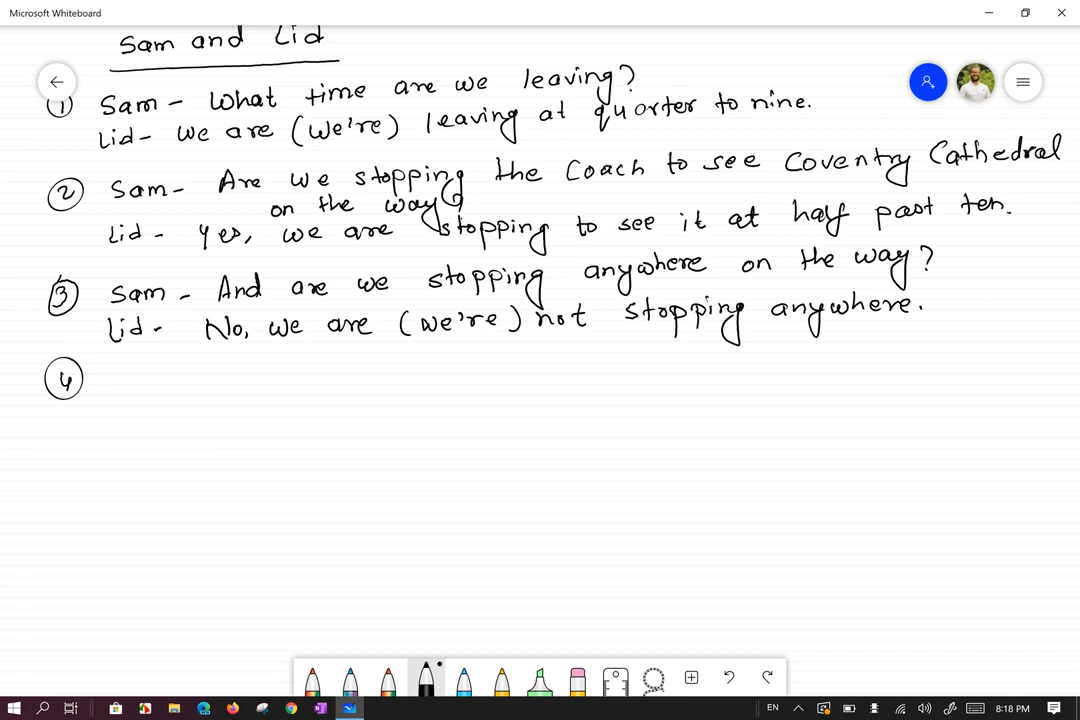 Microsoft Whiteboard
Sam and Lid
① Sam - What time are we leaving?
Lid - We are (we're) leaving at quarter to nine.
② Sam - Are we stopping the Coach to see Coventry Cathedral
on the way
Lid - Yes, we are stopping to see it at half past ten.
③ Sam - And are we stopping anywhere on the way?
Lid - No, we are (we're) not stopping anywhere.
④
EN 8:18 PM